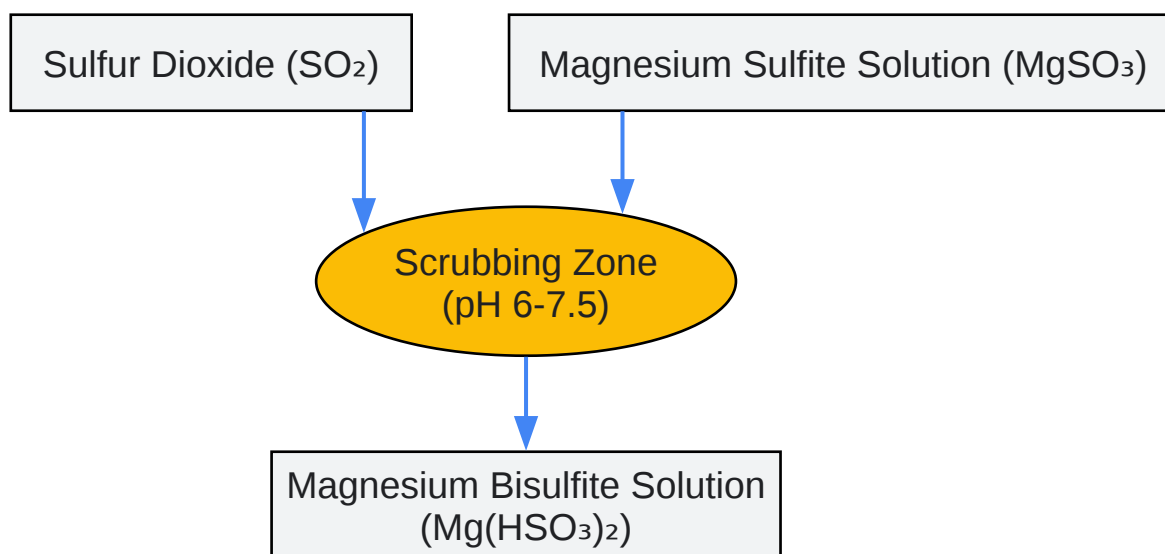 Sulfur Dioxide (SO₂)
Magnesium Sulfite Solution (MgSO₃)
Scrubbing Zone
(pH 6-7.5)
Magnesium Bisulfite Solution
(Mg(HSO₃)₂)